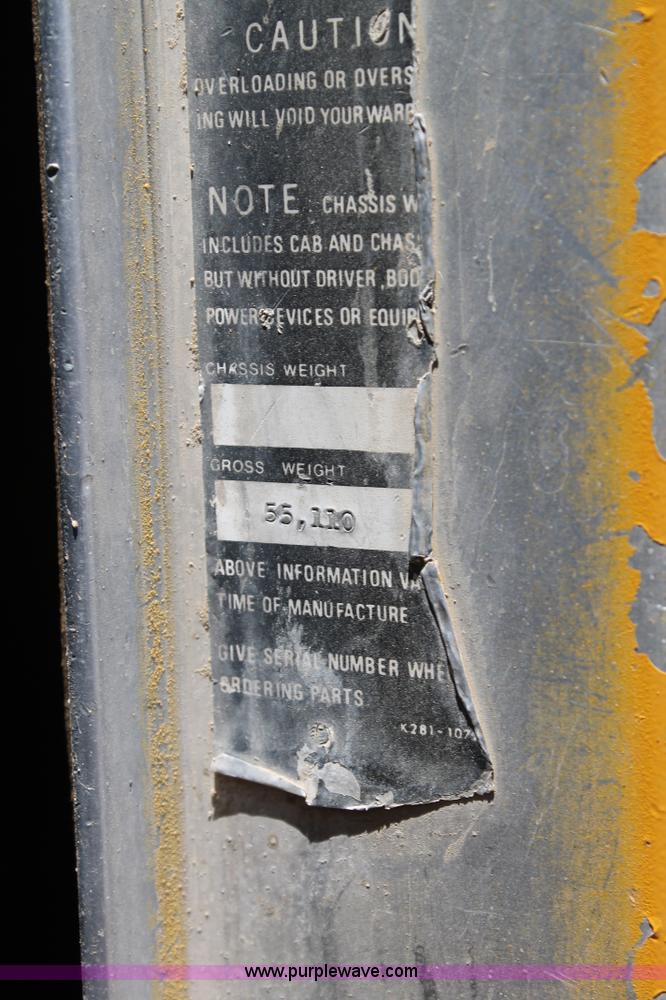 CAUTION
OVERLOADING OR OVERS
ING WILL VOID YOUR WARR
NOTE CHASSIS W
INCLUDES CAB AND CHAS
BUT WITHOUT DRIVER, BOD
POWER DEVICES OR EQUIP
CHASSIS WEIGHT
GROSS WEIGHT
55,110
ABOVE INFORMATION VA
TIME OF MANUFACTURE
GIVE SERIAL NUMBER WHE
ORDERING PARTS
K281-107
www.purplewave.com